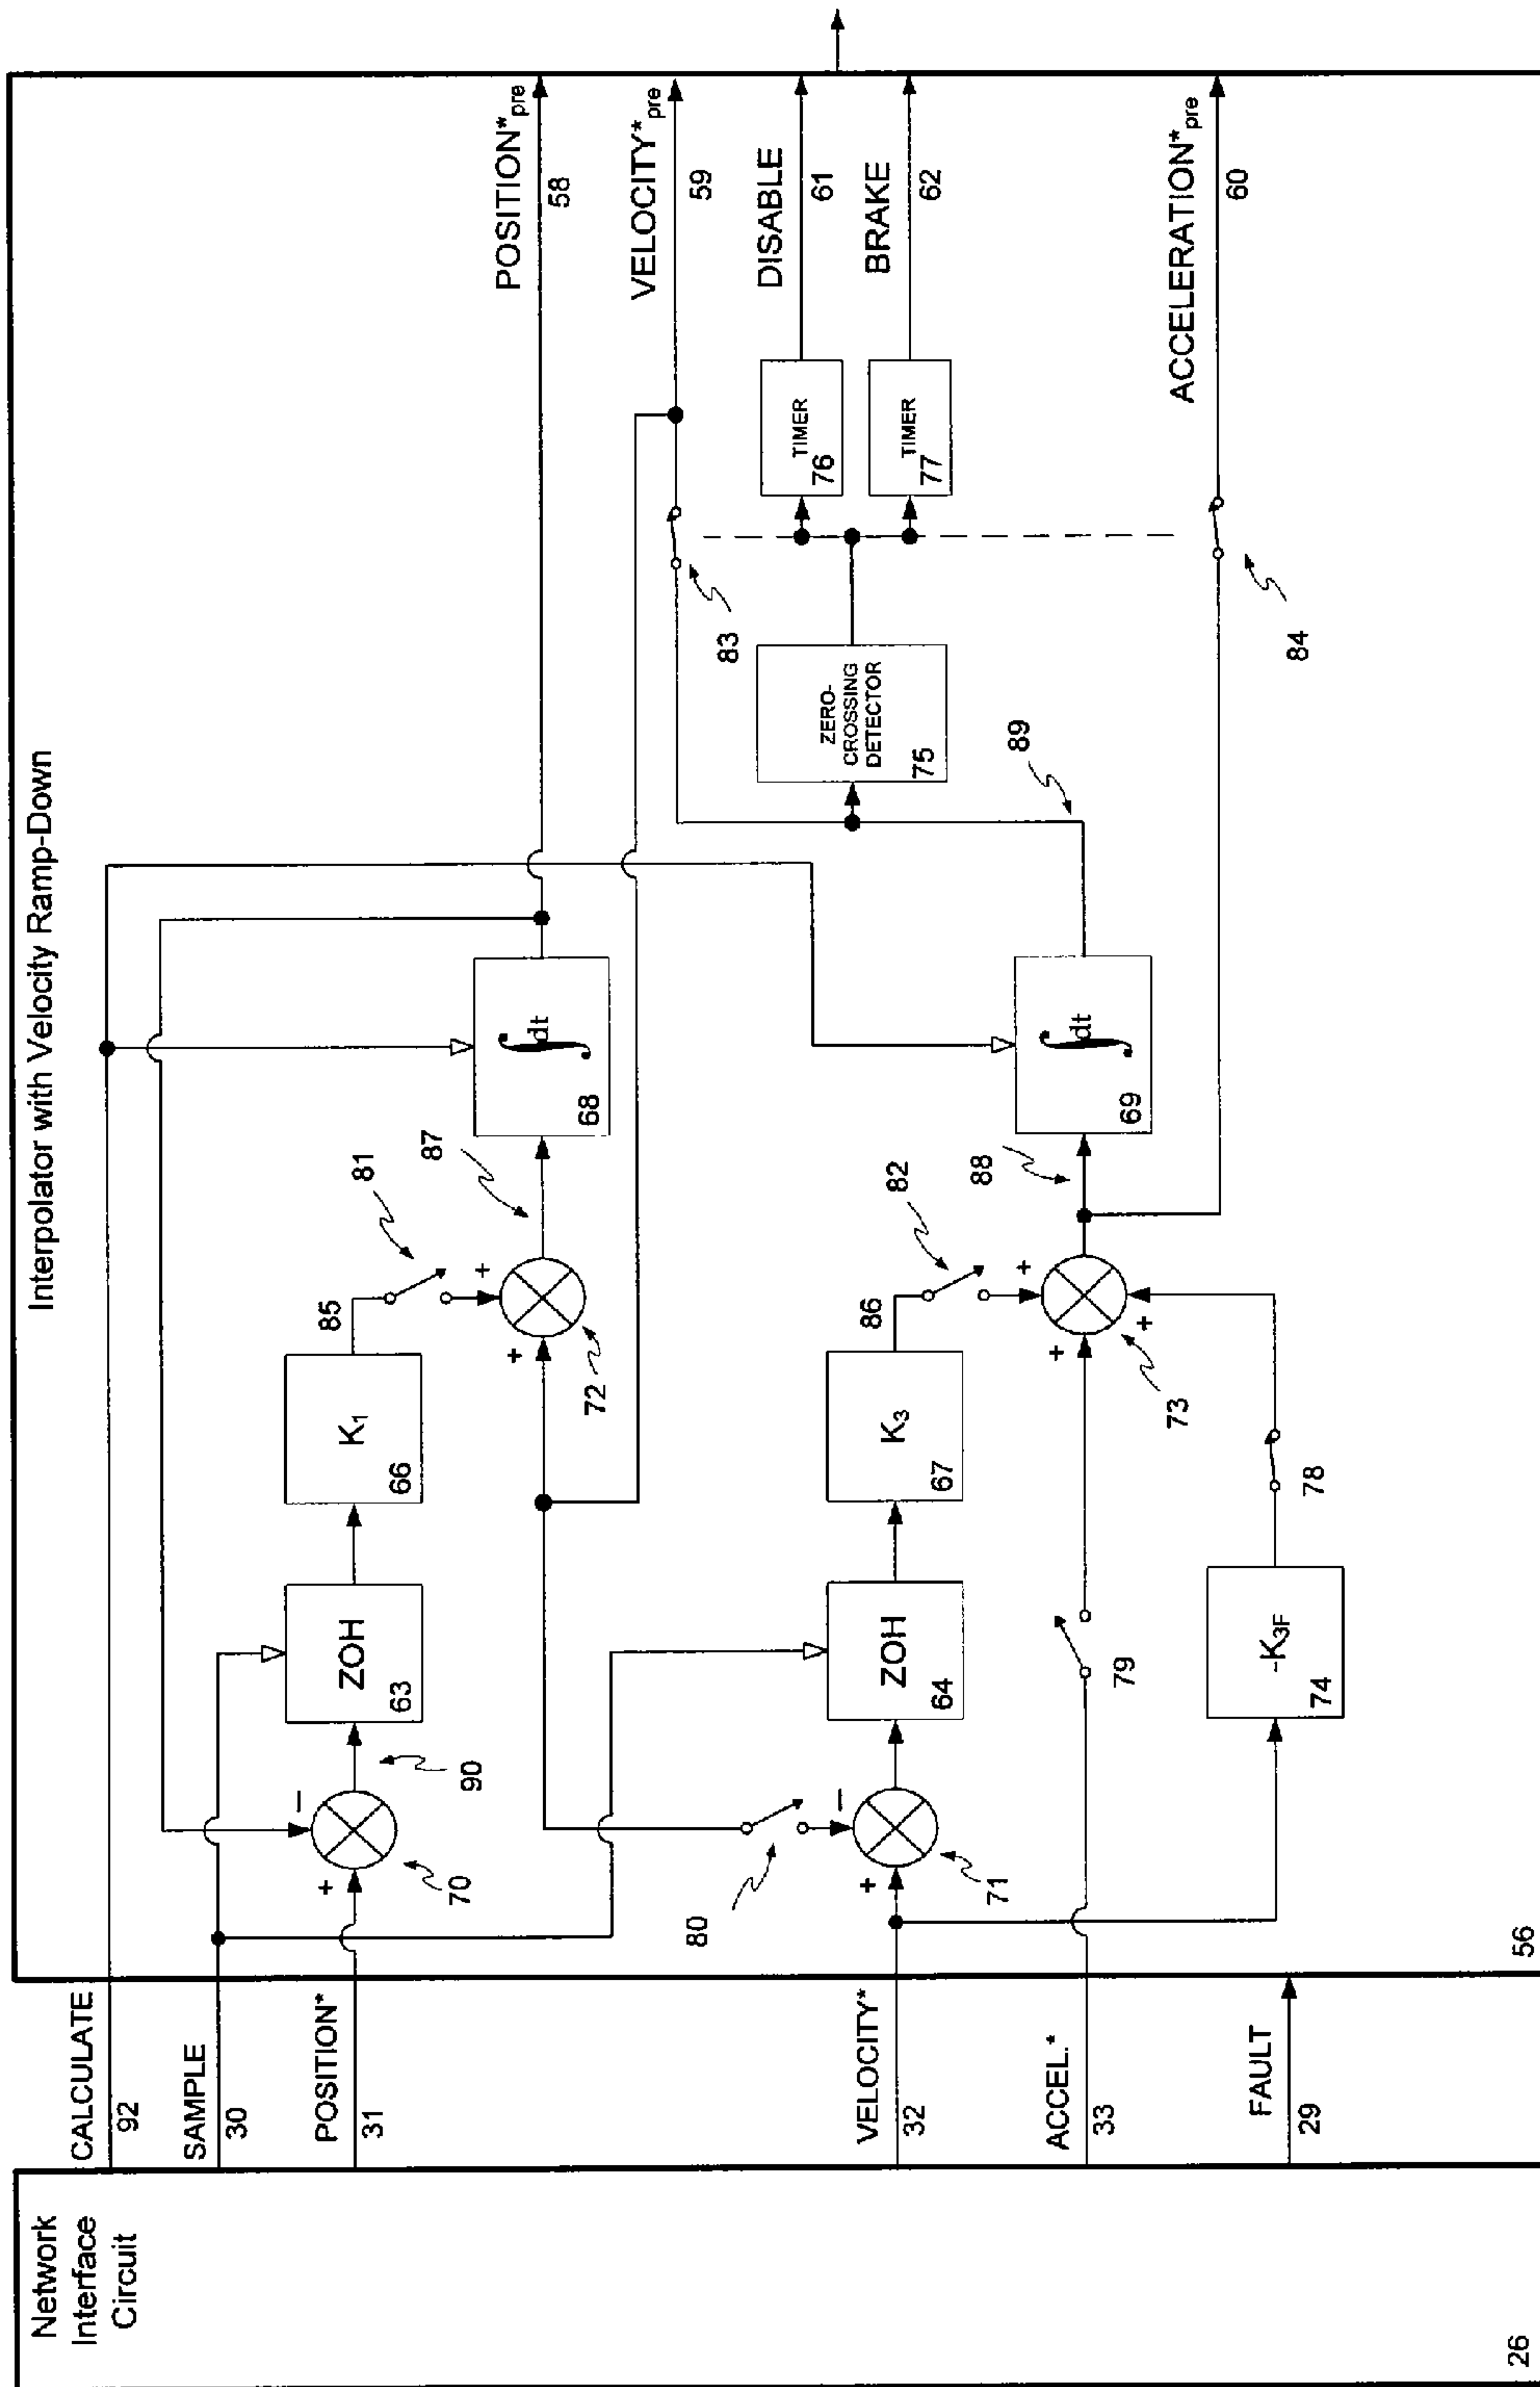 Interpolator with Velocity Ramp-Down
Network
Interface
Circuit
26
CALCULATE
92
SAMPLE
30
POSITION*
31
VELOCITY*
32
ACCEL.*
33
FAULT
29
56
+
−
70
90
ZOH
63
K1
66
85
81
+
+
72
87
∫dt
68
80
+
−
71
ZOH
64
K3
67
86
82
+
+
+
73
88
∫dt
69
79
-K3F
74
78
89
ZERO-
CROSSING
DETECTOR
75
83
84
TIMER
76
TIMER
77
POSITION*pre
58
VELOCITY*pre
59
DISABLE
61
BRAKE
62
ACCELERATION*pre
60